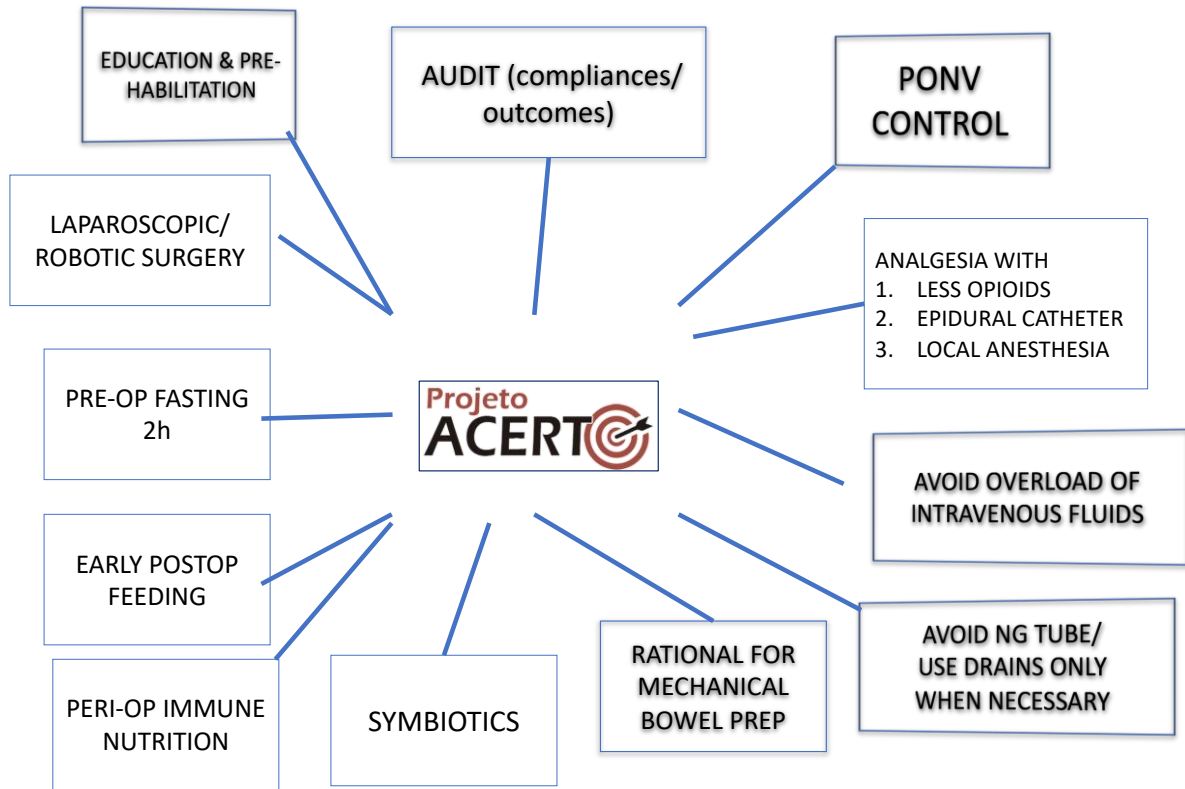 EDUCATION & PRE-
HABILITATION
AUDIT (compliances/
outcomes)
PONV
CONTROL
LAPAROSCOPIC/
ROBOTIC SURGERY
ANALGESIA WITH
1. LESS OPIOIDS
2. EPIDURAL CATHETER
3. LOCAL ANESTHESIA
PRE-OP FASTING
2h
Projeto
ACERTO
AVOID OVERLOAD OF
INTRAVENOUS FLUIDS
EARLY POSTOP
FEEDING
AVOID NG TUBE/
USE DRAINS ONLY
WHEN NECESSARY
PERI-OP IMMUNE
NUTRITION
SYMBIOTICS
RATIONAL FOR
MECHANICAL
BOWEL PREP